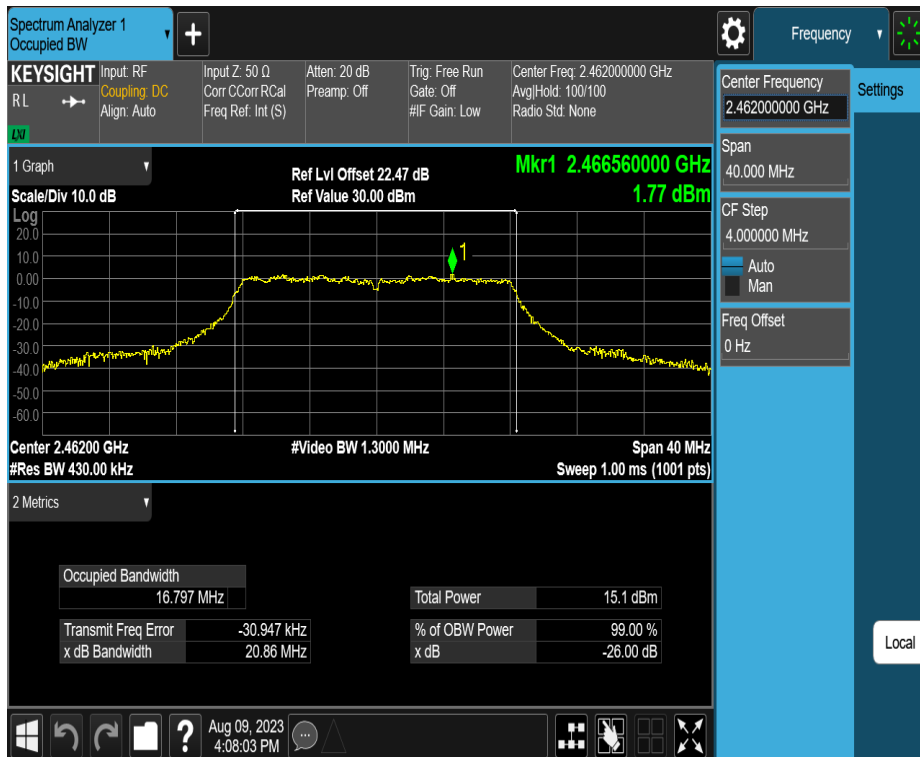 Spectrum Analyzer 1
Occupied BW
+
Frequency
KEYSIGHT
R L
LXI
Input: RF
Coupling: DC
Align: Auto
Input Z: 50 Ω
Corr CCorr RCal
Freq Ref: Int (S)
Atten: 20 dB
Preamp: Off
Trig: Free Run
Gate: Off
#IF Gain: Low
Center Freq: 2.462000000 GHz
Avg|Hold: 100/100
Radio Std: None
Center Frequency
2.462000000 GHz
Settings
Span
40.000 MHz
CF Step
4.000000 MHz
Auto
Man
Freq Offset
0 Hz
Local
1 Graph
Scale/Div 10.0 dB
Ref Lvl Offset 22.47 dB
Ref Value 30.00 dBm
Mkr1 2.466560000 GHz
1.77 dBm
Log
20.0
10.0
0.00
-10.0
-20.0
-30.0
-40.0
-50.0
-60.0
1
Center 2.46200 GHz
#Video BW 1.3000 MHz
Span 40 MHz
#Res BW 430.00 kHz
Sweep 1.00 ms (1001 pts)
2 Metrics
Occupied Bandwidth
16.797 MHz
Total Power 15.1 dBm
Transmit Freq Error -30.947 kHz
% of OBW Power 99.00 %
x dB Bandwidth 20.86 MHz
x dB -26.00 dB
?
Aug 09, 2023
4:08:03 PM